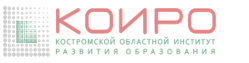 КОИРО
КОСТРОМСКОЙ ОБЛАСТНОЙ ИНСТИТУТ
РАЗВИТИЯ ОБРАЗОВАНИЯ